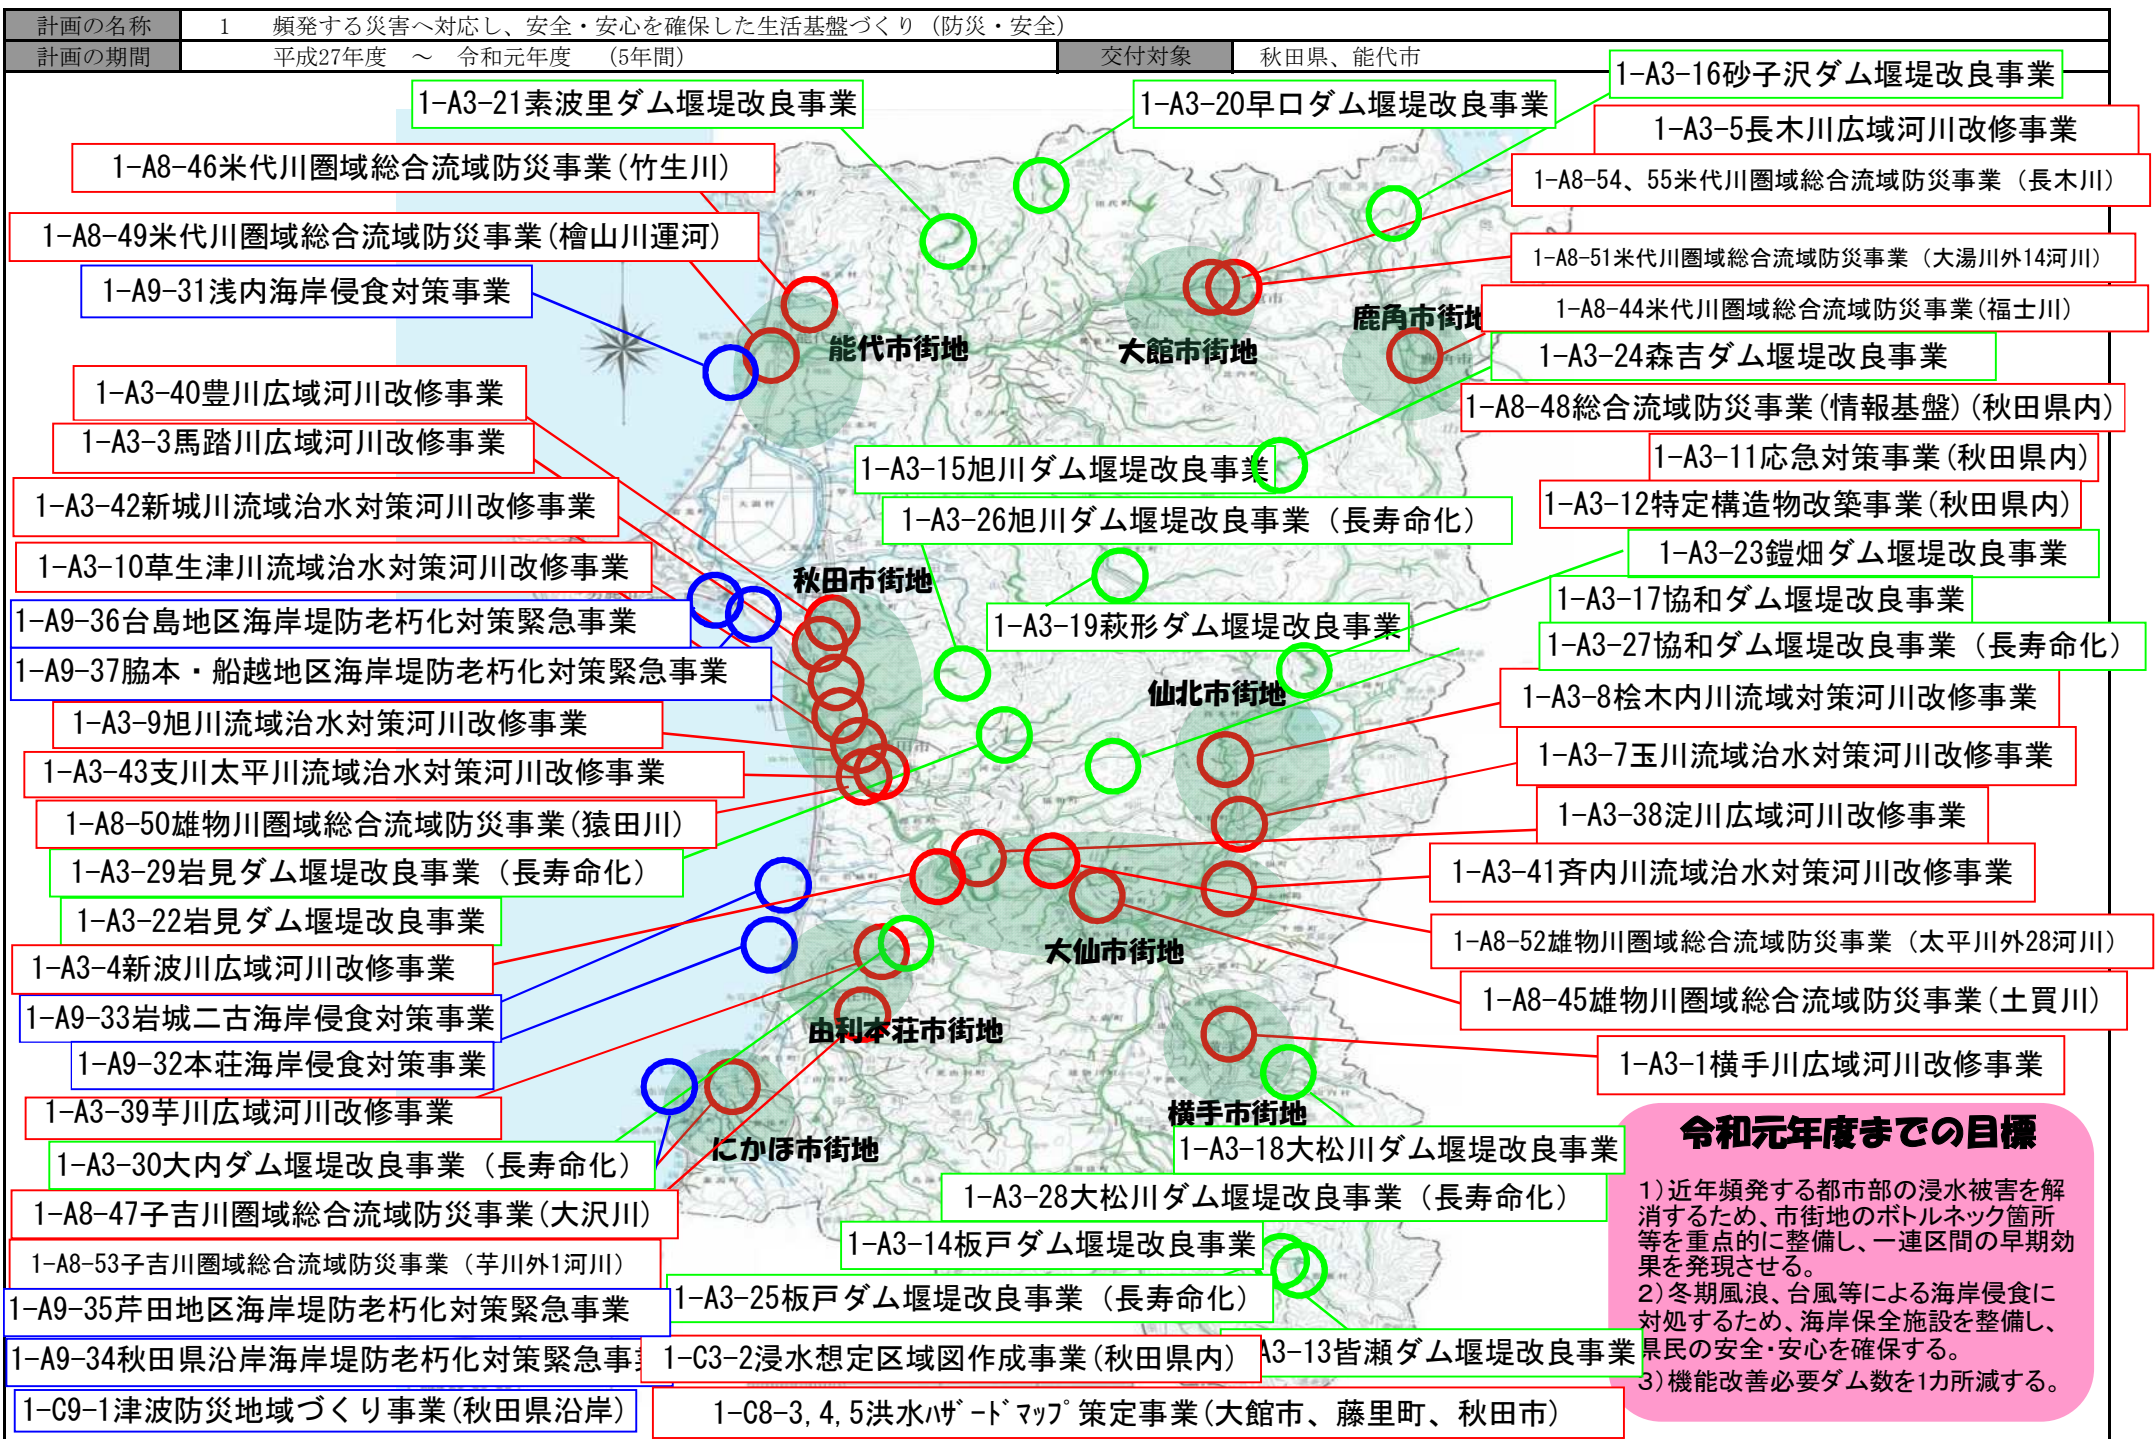 計画の名称
1 頻発する災害へ対応し、安全・安心を確保した生活基盤づくり（防災・安全）
計画の期間
平成27年度 ～ 令和元年度 （5年間）
交付対象
秋田県、能代市
1-A3-21素波里ダム堰堤改良事業
1-A3-20早口ダム堰堤改良事業
1-A3-16砂子沢ダム堰堤改良事業
1-A3-5長木川広域河川改修事業
1-A8-46米代川圏域総合流域防災事業(竹生川)
1-A8-54、55米代川圏域総合流域防災事業（長木川）
1-A8-49米代川圏域総合流域防災事業(檜山川運河)
1-A8-51米代川圏域総合流域防災事業（大湯川外14河川）
1-A9-31浅内海岸侵食対策事業
1-A8-44米代川圏域総合流域防災事業(福士川)
鹿角市街地
能代市街地
大館市街地
1-A3-24森吉ダム堰堤改良事業
1-A3-40豊川広域河川改修事業
1-A8-48総合流域防災事業(情報基盤)(秋田県内)
1-A3-3馬踏川広域河川改修事業
1-A3-15旭川ダム堰堤改良事業
1-A3-11応急対策事業(秋田県内)
1-A3-42新城川流域治水対策河川改修事業
1-A3-26旭川ダム堰堤改良事業（長寿命化）
1-A3-12特定構造物改築事業(秋田県内)
1-A3-10草生津川流域治水対策河川改修事業
秋田市街地
1-A3-23鎧畑ダム堰堤改良事業
1-A3-17協和ダム堰堤改良事業
1-A9-36台島地区海岸堤防老朽化対策緊急事業
1-A3-19萩形ダム堰堤改良事業
1-A3-27協和ダム堰堤改良事業（長寿命化）
1-A9-37脇本・船越地区海岸堤防老朽化対策緊急事業
仙北市街地
1-A3-8桧木内川流域対策河川改修事業
1-A3-9旭川流域治水対策河川改修事業
1-A3-7玉川流域治水対策河川改修事業
1-A3-43支川太平川流域治水対策河川改修事業
1-A3-38淀川広域河川改修事業
1-A8-50雄物川圏域総合流域防災事業(猿田川)
1-A3-29岩見ダム堰堤改良事業（長寿命化）
1-A3-41斉内川流域治水対策河川改修事業
1-A3-22岩見ダム堰堤改良事業
1-A8-52雄物川圏域総合流域防災事業（太平川外28河川）
大仙市街地
1-A3-4新波川広域河川改修事業
1-A8-45雄物川圏域総合流域防災事業(土買川)
1-A9-33岩城二古海岸侵食対策事業
由利本荘市街地
1-A9-32本荘海岸侵食対策事業
1-A3-1横手川広域河川改修事業
1-A3-39芋川広域河川改修事業
横手市街地
にかほ市街地
1-A3-30大内ダム堰堤改良事業（長寿命化）
1-A3-18大松川ダム堰堤改良事業
1-A3-28大松川ダム堰堤改良事業（長寿命化）
1-A8-47子吉川圏域総合流域防災事業(大沢川)
1-A3-14板戸ダム堰堤改良事業
1-A8-53子吉川圏域総合流域防災事業（芋川外1河川）
1-A3-25板戸ダム堰堤改良事業（長寿命化）
1-A9-35芹田地区海岸堤防老朽化対策緊急事業
A3-13皆瀬ダム堰堤改良事業
1-A9-34秋田県沿岸海岸堤防老朽化対策緊急事
1-C3-2浸水想定区域図作成事業(秋田県内)
1-C9-1津波防災地域づくり事業(秋田県沿岸)
1-C8-3,4,5洪水ﾊｻﾞｰﾄﾞﾏｯﾌﾟ策定事業(大館市、藤里町、秋田市)
令和元年度までの目標
1)近年頻発する都市部の浸水被害を解
消するため、市街地のボトルネック箇所
等を重点的に整備し、一連区間の早期効
果を発現させる。
2)冬期風浪、台風等による海岸侵食に
対処するため、海岸保全施設を整備し、
県民の安全・安心を確保する。
3)機能改善必要ダム数を1カ所減する。